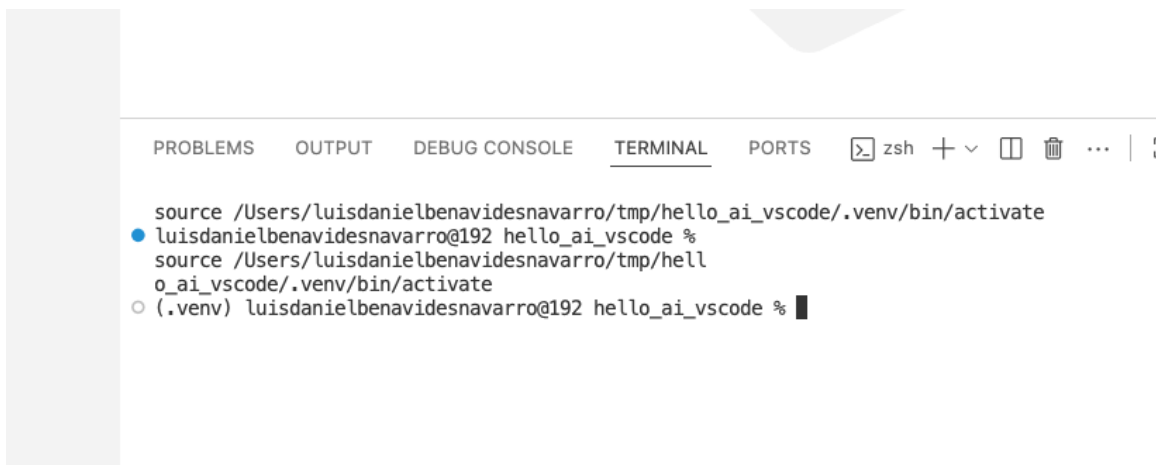 PROBLEMS OUTPUT DEBUG CONSOLE TERMINAL PORTS zsh
source /Users/luisdanielbenavidesnavarro/tmp/hello_ai_vscode/.venv/bin/activate
luisdanielbenavidesnavarro@192 hello_ai_vscode %
source /Users/luisdanielbenavidesnavarro/tmp/hell
o_ai_vscode/.venv/bin/activate
(.venv) luisdanielbenavidesnavarro@192 hello_ai_vscode %